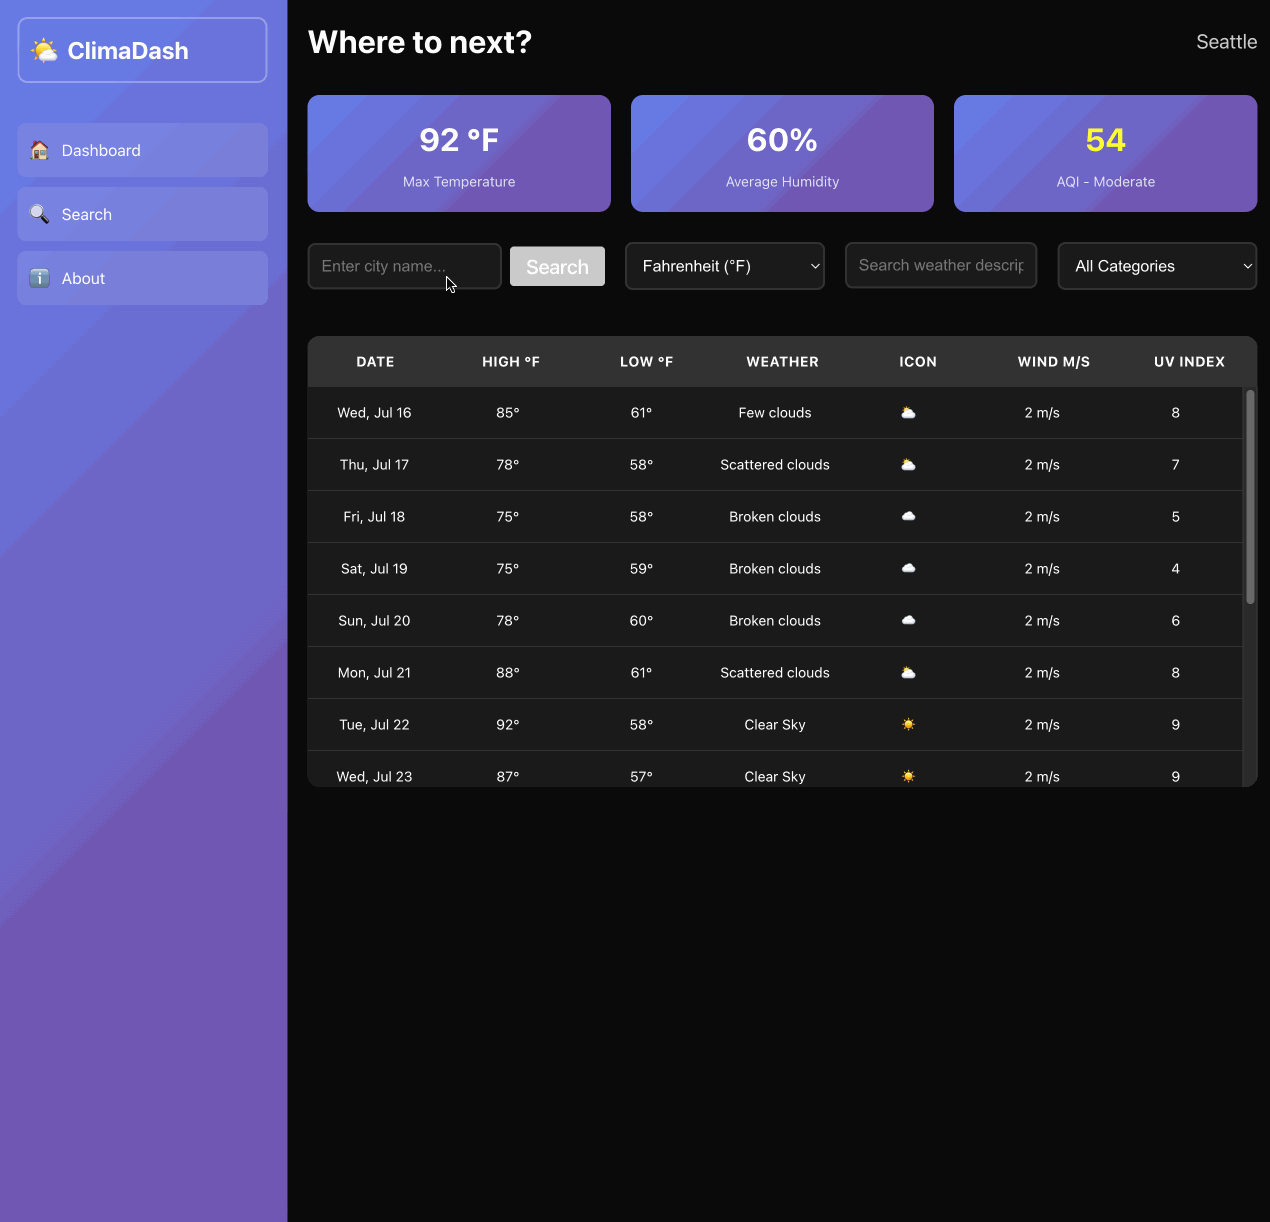 ClimaDash
Dashboard
Search
About
Where to next?
Seattle
92 °F
Max Temperature
60%
Average Humidity
54
AQI - Moderate
Enter city name...
Search
Fahrenheit (°F)
Search weather descrip
All Categories
DATE HIGH °F LOW °F WEATHER ICON WIND M/S UV INDEX
Wed, Jul 16 85° 61° Few clouds 2 m/s 8
Thu, Jul 17 78° 58° Scattered clouds 2 m/s 7
Fri, Jul 18 75° 58° Broken clouds 2 m/s 5
Sat, Jul 19 75° 59° Broken clouds 2 m/s 4
Sun, Jul 20 78° 60° Broken clouds 2 m/s 6
Mon, Jul 21 88° 61° Scattered clouds 2 m/s 8
Tue, Jul 22 92° 58° Clear Sky 2 m/s 9
Wed, Jul 23 87° 57° Clear Sky 2 m/s 9